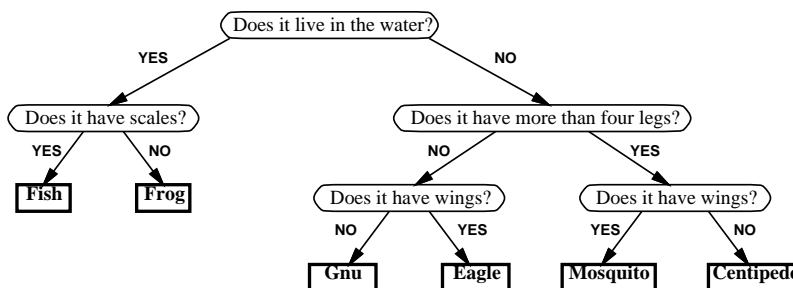 Does it live in the water?
YES
NO
Does it have scales?
Does it have more than four legs?
YES
NO
NO
YES
Fish
Frog
Does it have wings?
Does it have wings?
NO
YES
YES
NO
Gnu
Eagle
Mosquito
Centipede